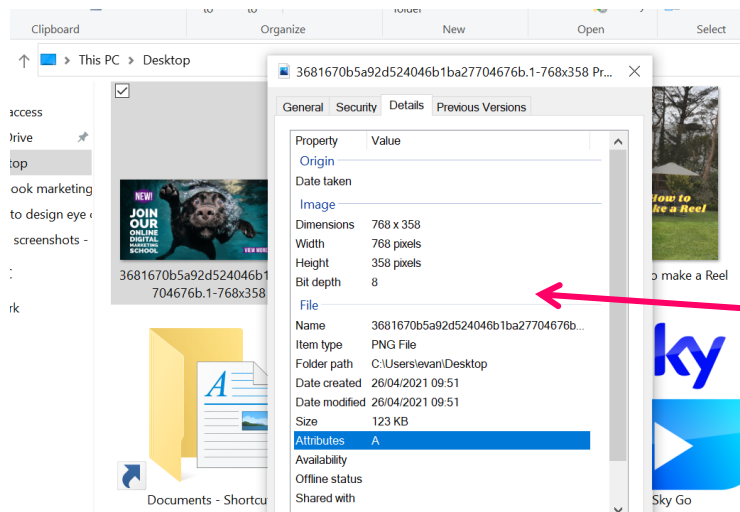 folder
Clipboard
Organize
New
Open
Select
This PC > Desktop
3681670b5a92d524046b1ba27704676b.1-768x358 Pr...
General
Security
Details
Previous Versions
Property Value
Origin
Date taken
Image
Dimensions 768 x 358
Width 768 pixels
Height 358 pixels
Bit depth 8
File
Name 3681670b5a92d524046b1ba27704676b...
Item type PNG File
Folder path C:\Users\evan\Desktop
Date created 26/04/2021 09:51
Date modified 26/04/2021 09:51
Size 123 KB
Attributes A
Availability
Offline status
Shared with
access
Drive
top
ook marketing
to design eye
screenshots -
rk
NEW!
JOIN
OUR
ONLINE
DIGITAL
MARKETING
SCHOOL
VIEW MORE
3681670b5a92d524046b1
704676b.1-768x358
A
Documents - Shortcu
How to
ke a Reel
o make a Reel
ky
Sky Go